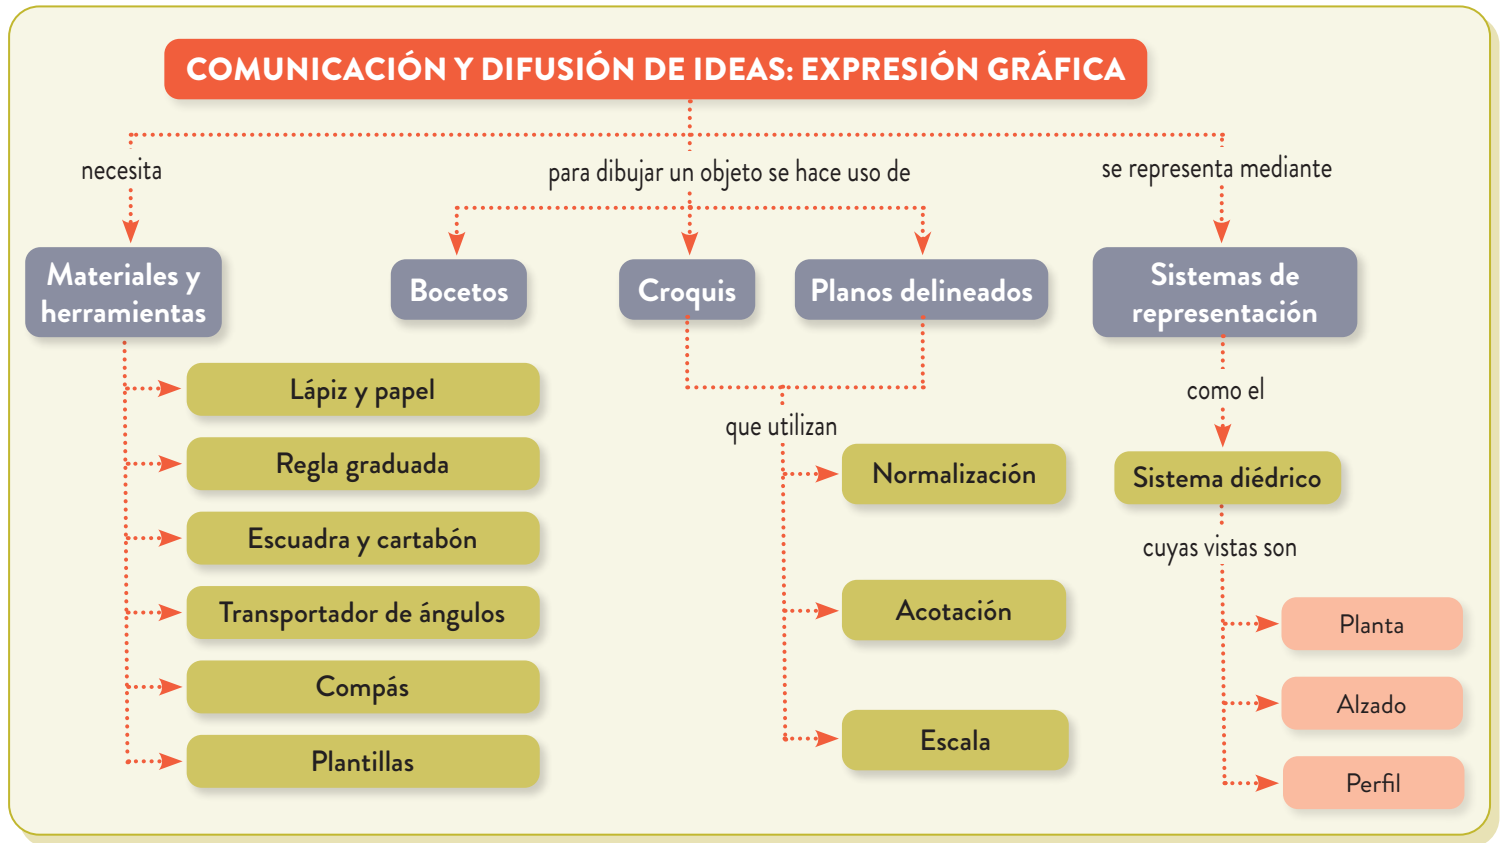 COMUNICACIÓN Y DIFUSIÓN DE IDEAS: EXPRESIÓN GRÁFICA
necesita
Materiales y
herramientas
Lápiz y papel
Regla graduada
Escuadra y cartabón
Transportador de ángulos
Compás
Plantillas
para dibujar un objeto se hace uso de
Bocetos
Croquis
Planos delineados
que utilizan
Normalización
Acotación
Escala
se representa mediante
Sistemas de
representación
como el
Sistema diédrico
cuyas vistas son
Planta
Alzado
Perfil